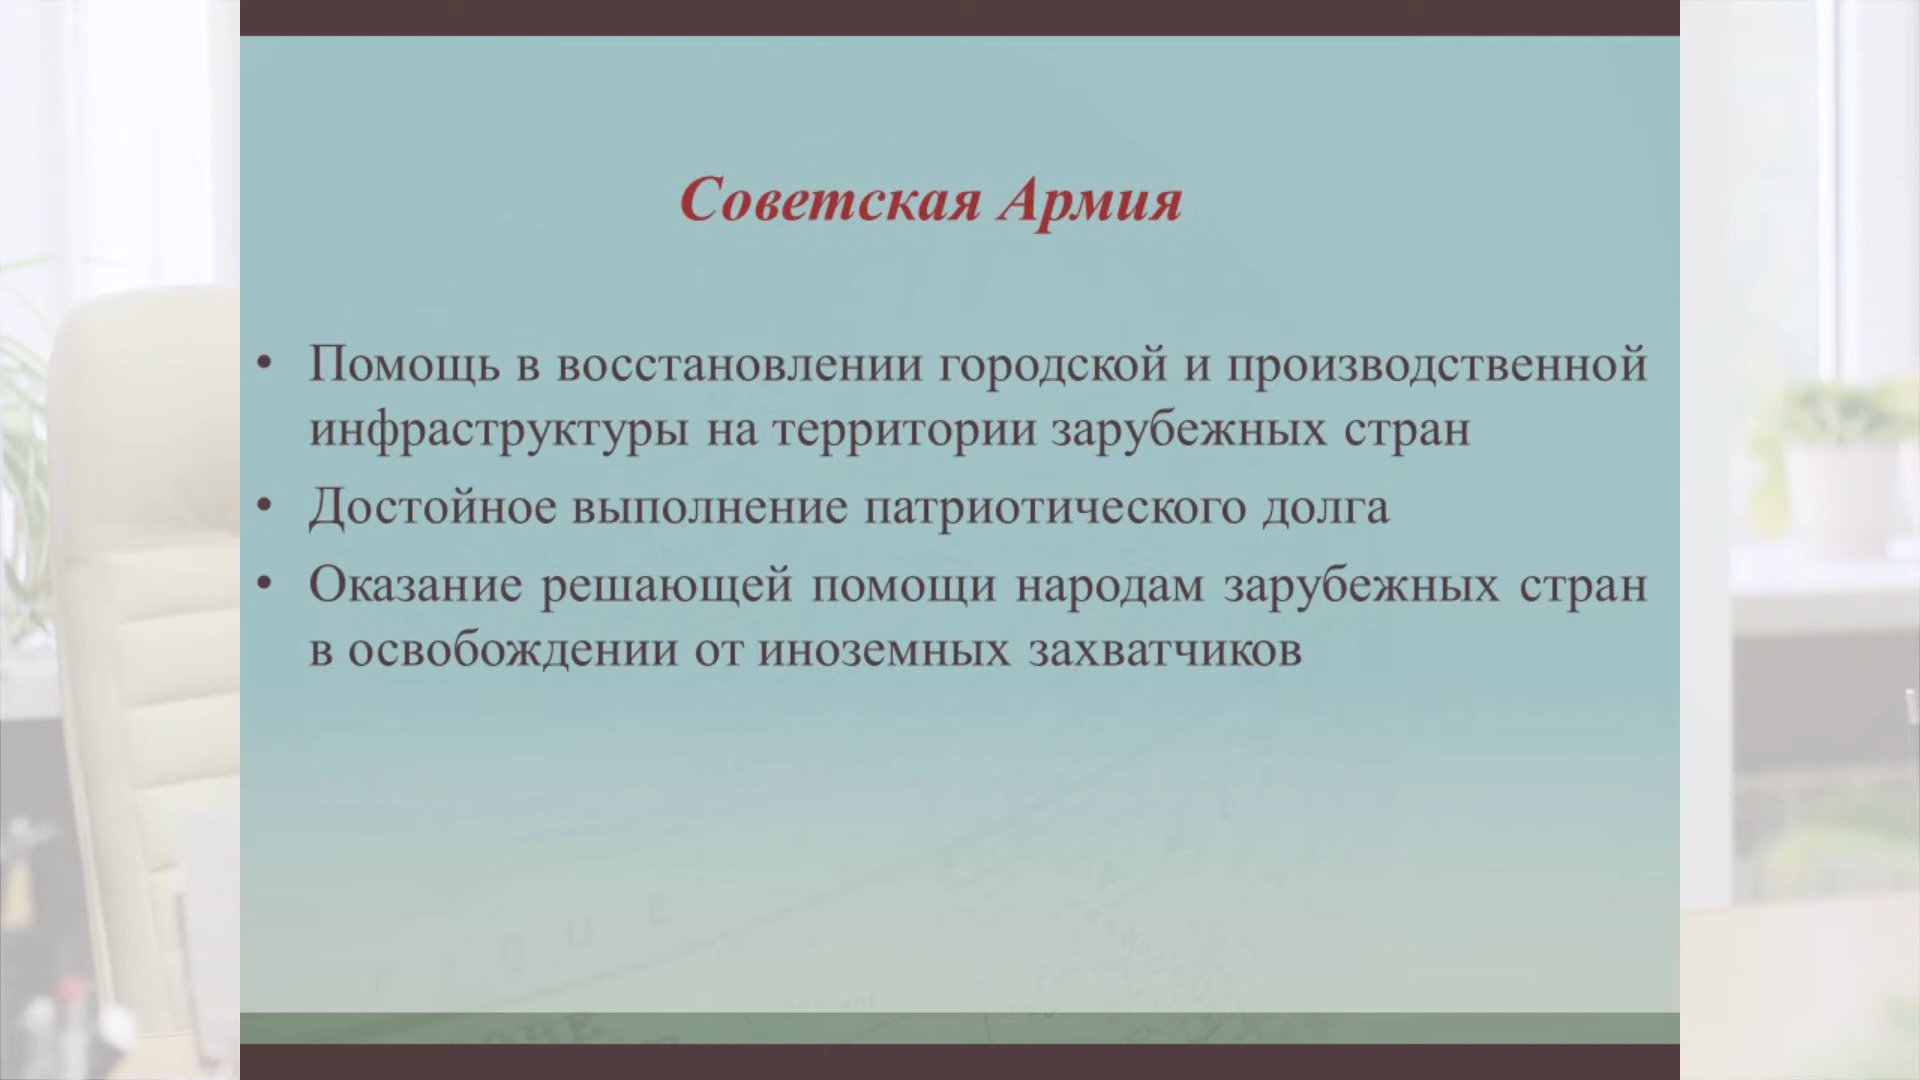 Советская Армия
• Помощь в восстановлении городской и производственной
инфраструктуры на территории зарубежных стран
• Достойное выполнение патриотического долга
• Оказание решающей помощи народам зарубежных стран
в освобождении от иноземных захватчиков